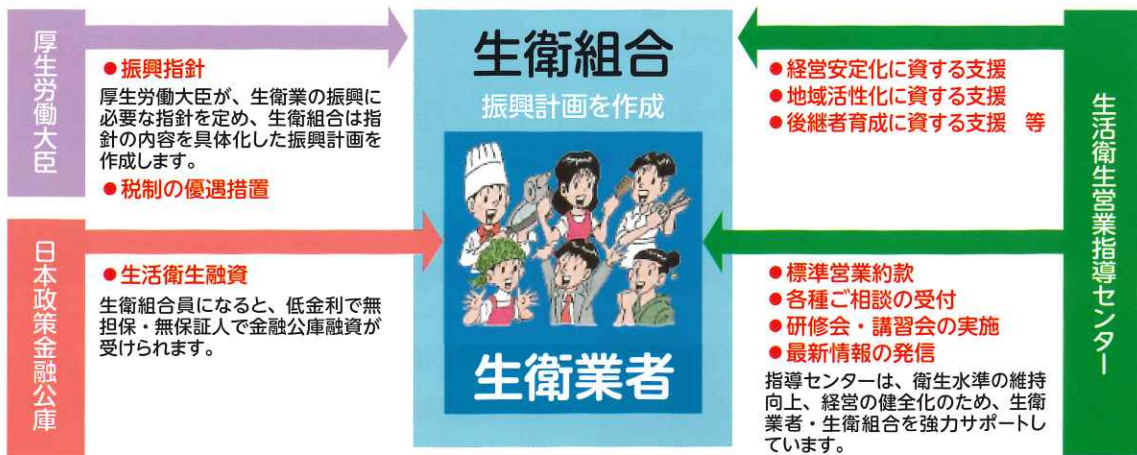 厚生労働大臣
●振興指針
厚生労働大臣が、生衛業の振興に
必要な指針を定め、生衛組合は指
針の内容を具体化した振興計画を
作成します。
●税制の優遇措置
日本政策金融公庫
●生活衛生融資
生衛組合員になると、低金利で無
担保・無保証人で金融公庫融資が
受けられます。
生衛組合
振興計画を作成
生衛業者
●経営安定化に資する支援
●地域活性化に資する支援
●後継者育成に資する支援 等
●標準営業約款
●各種ご相談の受付
●研修会・講習会の実施
●最新情報の発信
指導センターは、衛生水準の維持
向上、経営の健全化のため、生衛
業者・生衛組合を強力サポートし
ています。
生活衛生営業指導センター